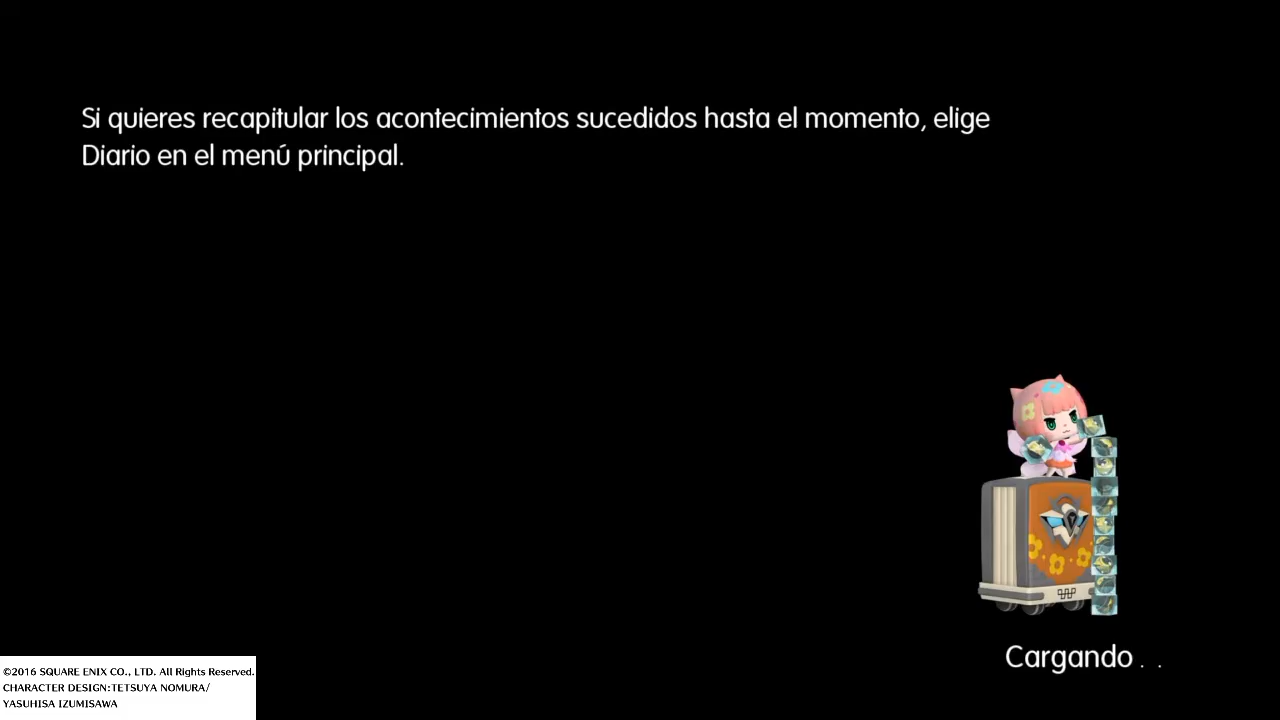 Si quieres recapitular los acontecimientos sucedidos hasta el momento, elige
Diario en el menú principal.
Cargando . .
©2016 SQUARE ENIX CO., LTD. All Rights Reserved.
CHARACTER DESIGN:TETSUYA NOMURA/
YASUHISA IZUMISAWA